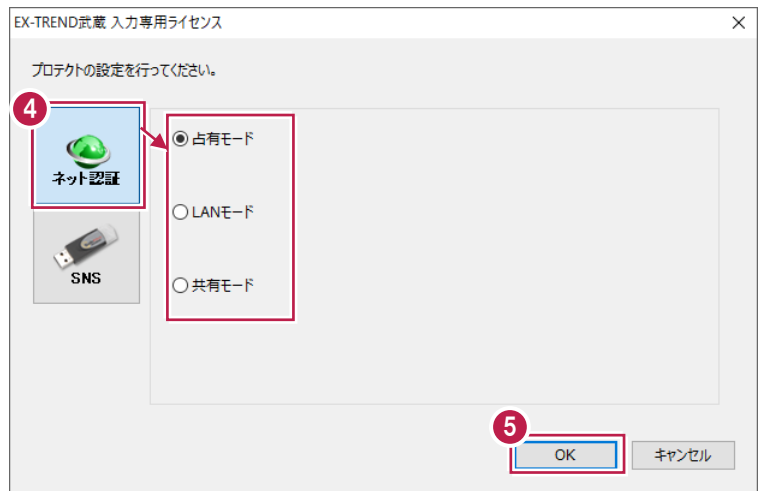 EX-TREND武蔵 入力専用ライセンス
プロテクトの設定を行ってください。
4
ネット認証
占有モード
LANモード
SNS
共有モード
5
OK
キャンセル